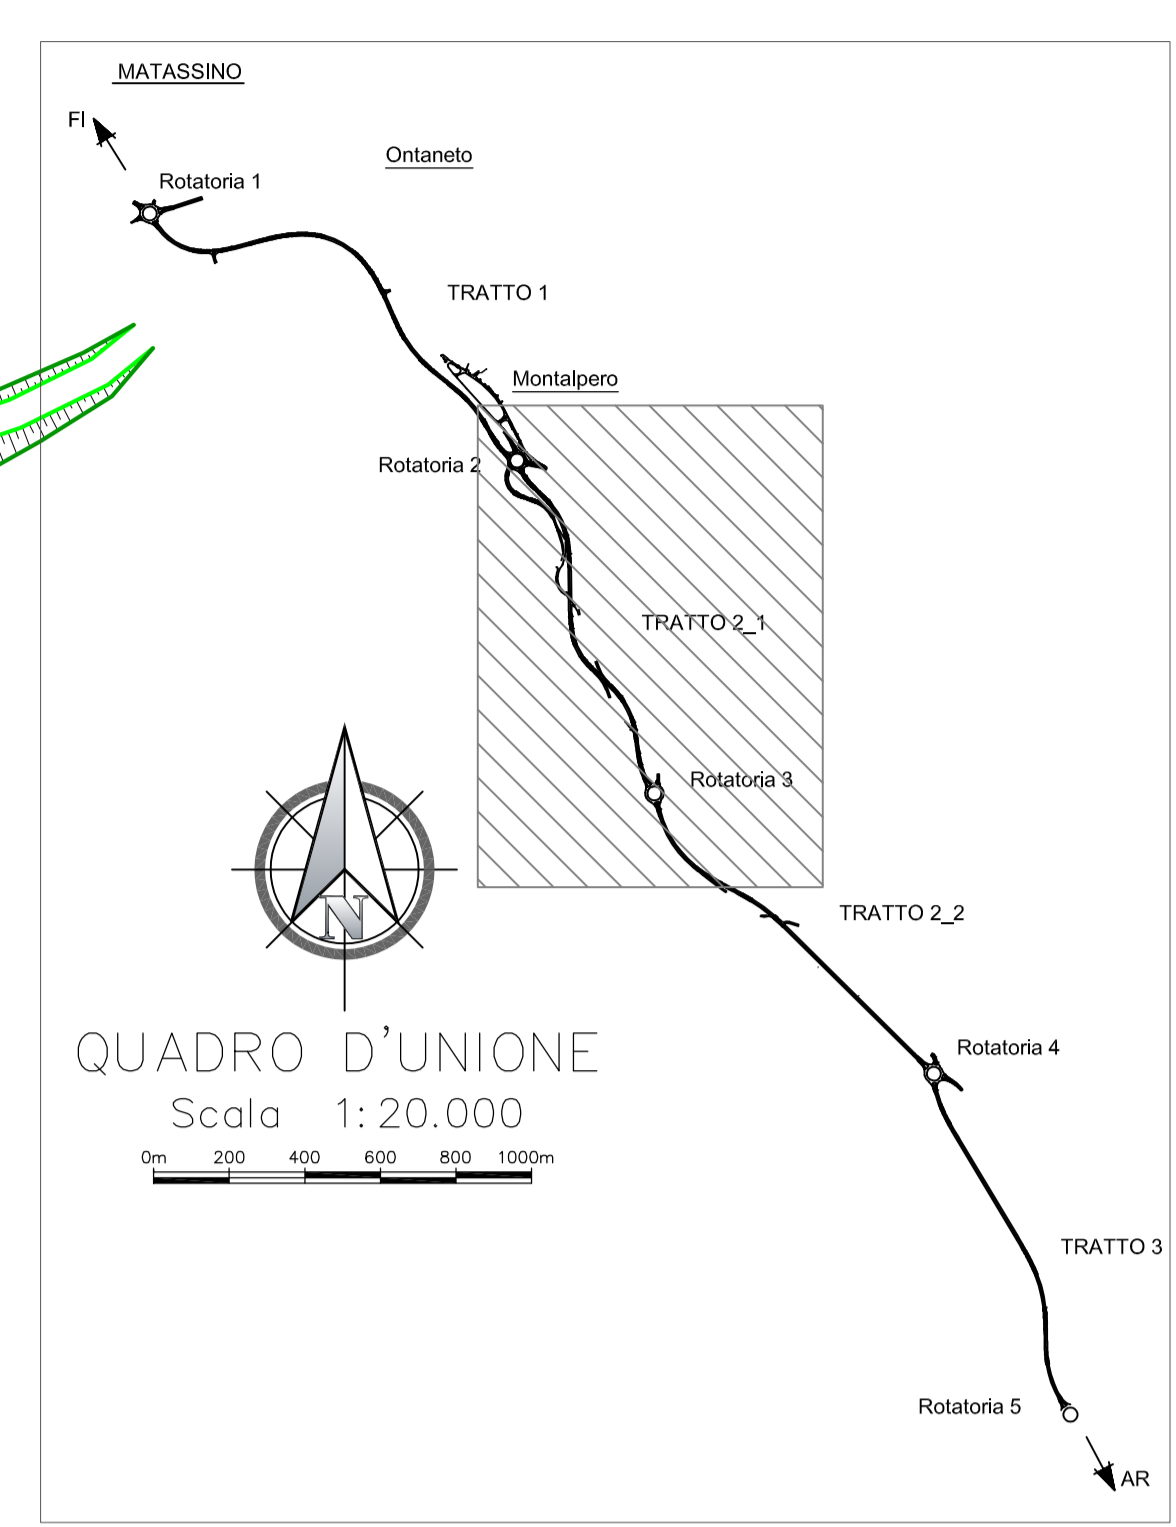 MATASSINO
FI
Ontaneto
Rotatoria 1
TRATTO 1
Montalpero
Rotatoria 2
TRATTO 2_1
Rotatoria 3
N
TRATTO 2_2
QUADRO D'UNIONE
Scala 1:20.000
Rotatoria 4
0m 200 400 600 800 1000m
TRATTO 3
Rotatoria 5
AR